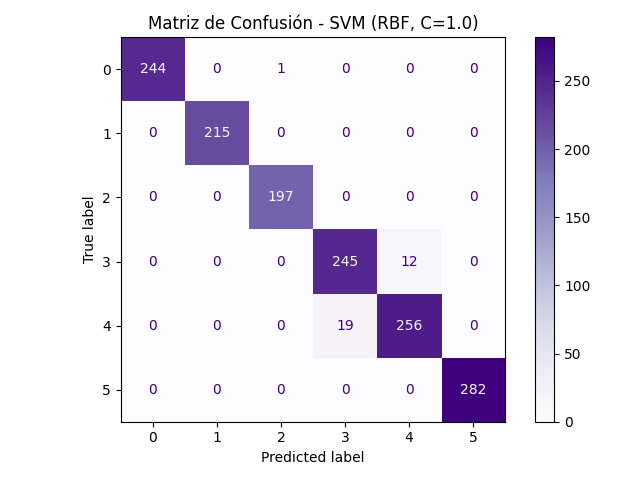 Matriz de Confusión - SVM (RBF, C=1.0)
True label
0 244 0 1 0 0 0
1 0 215 0 0 0 0
2 0 0 197 0 0 0
3 0 0 0 245 12 0
4 0 0 0 19 256 0
5 0 0 0 0 0 282
0 1 2 3 4 5
Predicted label
250
200
150
100
50
0